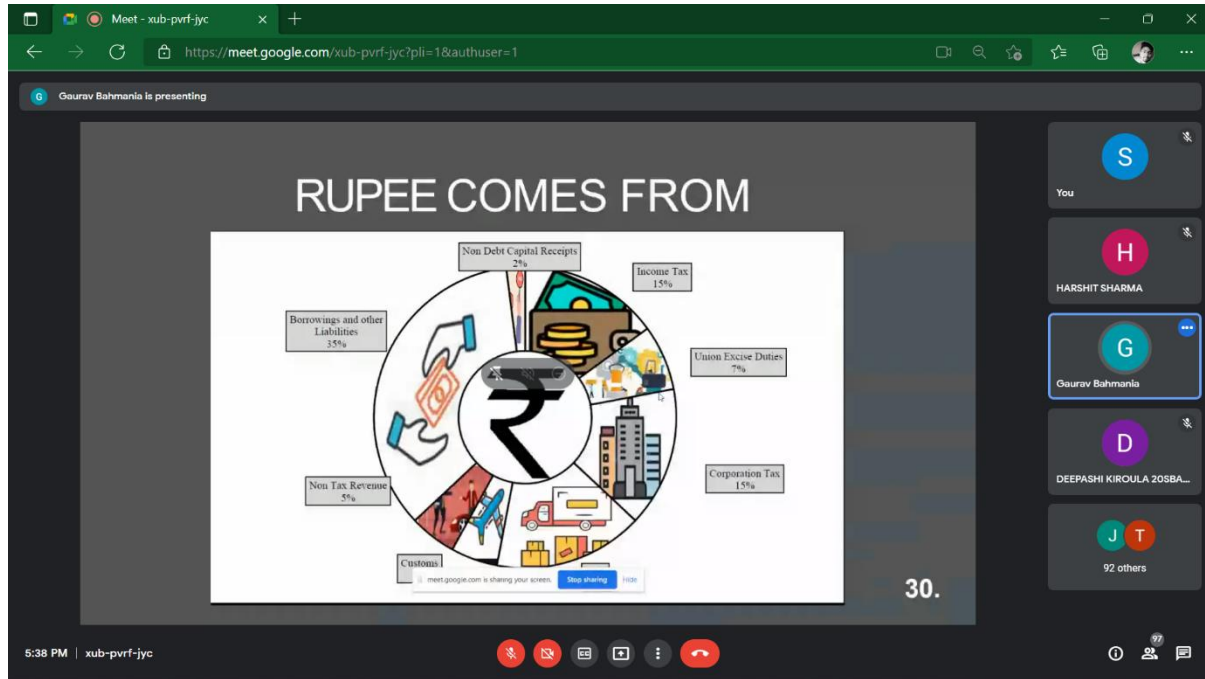 Meet - xub-pvrf-jyc
https://meet.google.com/xub-pvrf-jyc?pli=1&authuser=1
G
Gaurav Bahmania is presenting
RUPEE COMES FROM
Non Debt Capital Receipts
2%
Income Tax
15%
Borrowings and other
Liabilities
35%
Union Excise Duties
7%
₹
Corporation Tax
15%
Non Tax Revenue
5%
Customs
meet.google.com is sharing your screen.
Stop sharing
Hide
30.
S
You
H
HARSHIT SHARMA
G
Gaurav Bahmania
D
DEEPASHI KIROULA 20SBA...
J T
92 others
5:38 PM | xub-pvrf-jyc
97